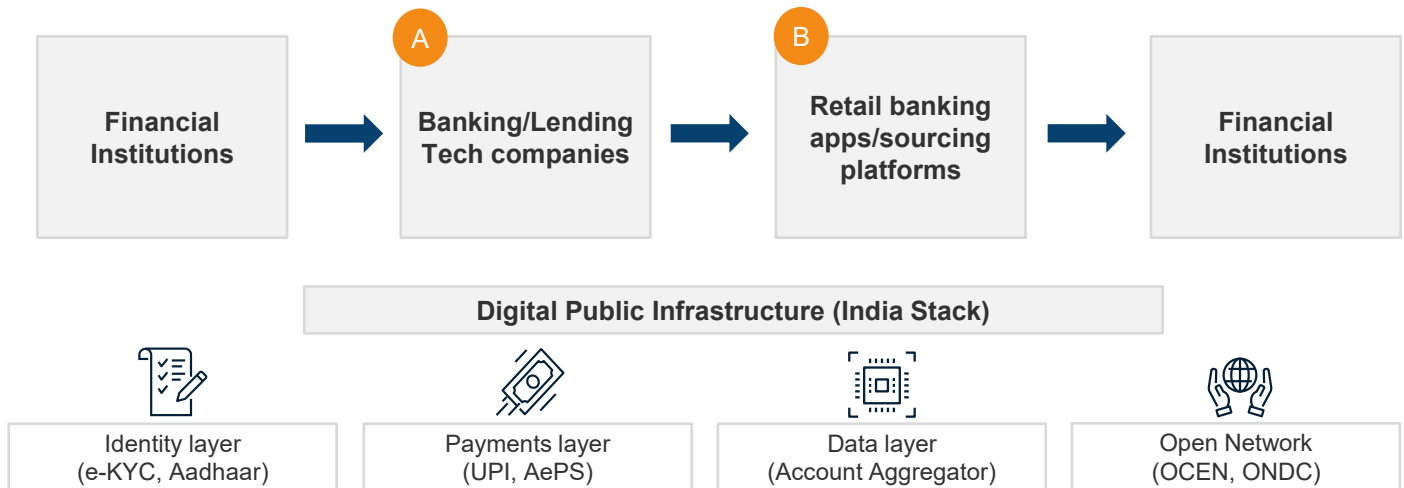 A
B
Financial
Institutions
Banking/Lending
Tech companies
Retail banking
apps/sourcing
platforms
Financial
Institutions
Digital Public Infrastructure (India Stack)
Identity layer
(e-KYC, Aadhaar)
Payments layer
(UPI, AePS)
Data layer
(Account Aggregator)
Open Network
(OCEN, ONDC)